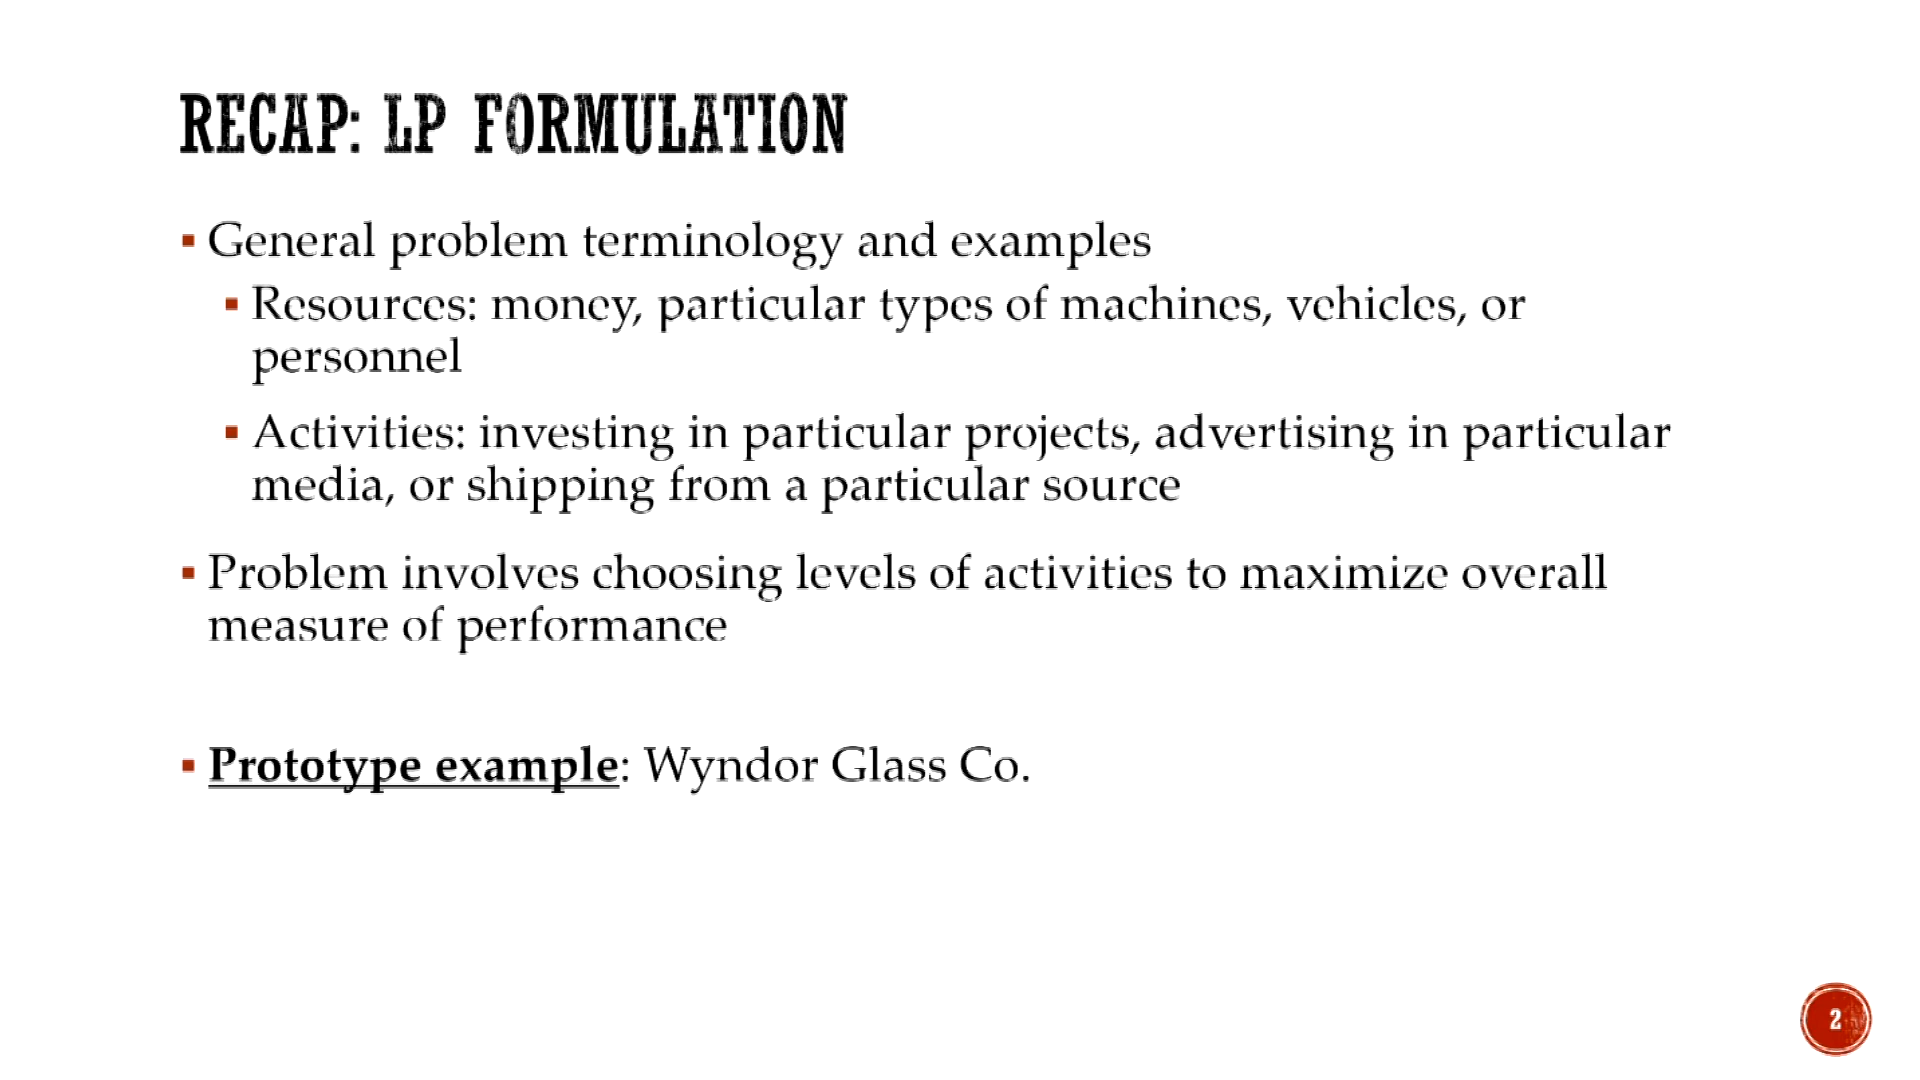 RECAP: LP FORMULATION
▪ General problem terminology and examples
▪ Resources: money, particular types of machines, vehicles, or
personnel
▪ Activities: investing in particular projects, advertising in particular
media, or shipping from a particular source
▪ Problem involves choosing levels of activities to maximize overall
measure of performance
▪ Prototype example: Wyndor Glass Co.
2